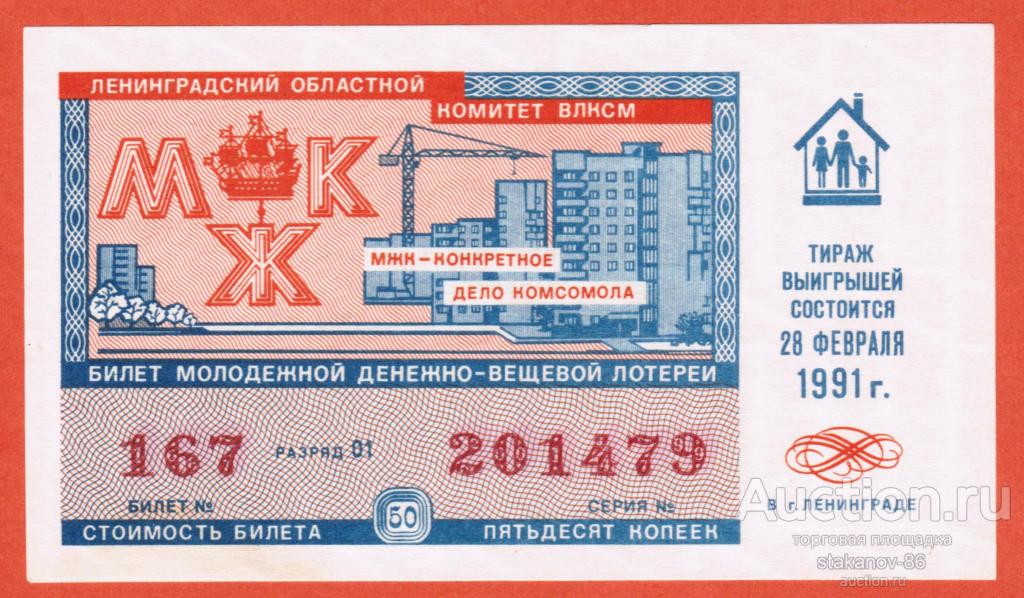 ЛЕНИНГРАДСКИЙ ОБЛАСТНОЙ
КОМИТЕТ ВЛКСМ
МЖК
МЖК – КОНКРЕТНОЕ
ДЕЛО КОМСОМОЛА
БИЛЕТ МОЛОДЕЖНОЙ ДЕНЕЖНО-ВЕЩЕВОЙ ЛОТЕРЕИ
167 РАЗРЯД 01 201479
БИЛЕТ № СЕРИЯ №
СТОИМОСТЬ БИЛЕТА 50 ПЯТЬДЕСЯТ КОПЕЕК
ТИРАЖ
ВЫИГРЫШЕЙ
СОСТОИТСЯ
28 ФЕВРАЛЯ
1991 г.
В г. ЛЕНИНГРАДЕ
Auction.ru
торговая площадка
stakanov-86
auction.ru